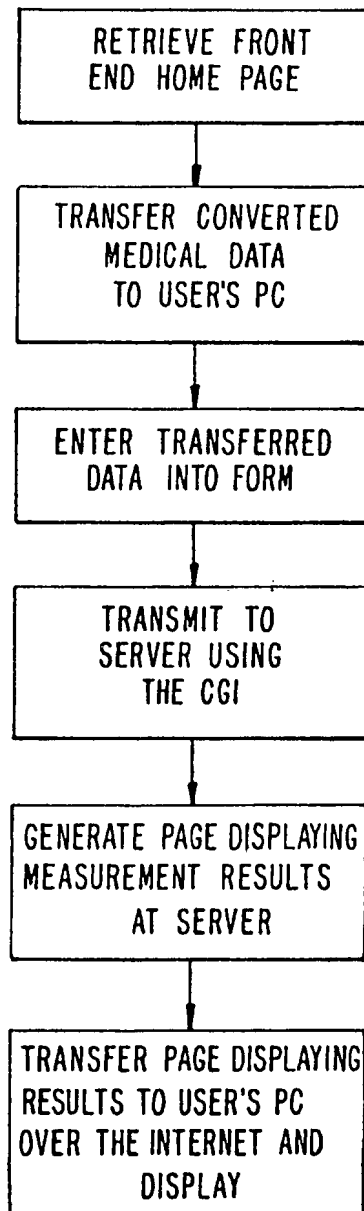 RETRIEVE FRONT
END HOME PAGE
TRANSFER CONVERTED
MEDICAL DATA
TO USER'S PC
ENTER TRANSFERRED
DATA INTO FORM
TRANSMIT TO
SERVER USING
THE CGI
GENERATE PAGE DISPLAYING
MEASUREMENT RESULTS
AT SERVER
TRANSFER PAGE DISPLAYING
RESULTS TO USER'S PC
OVER THE INTERNET AND
DISPLAY